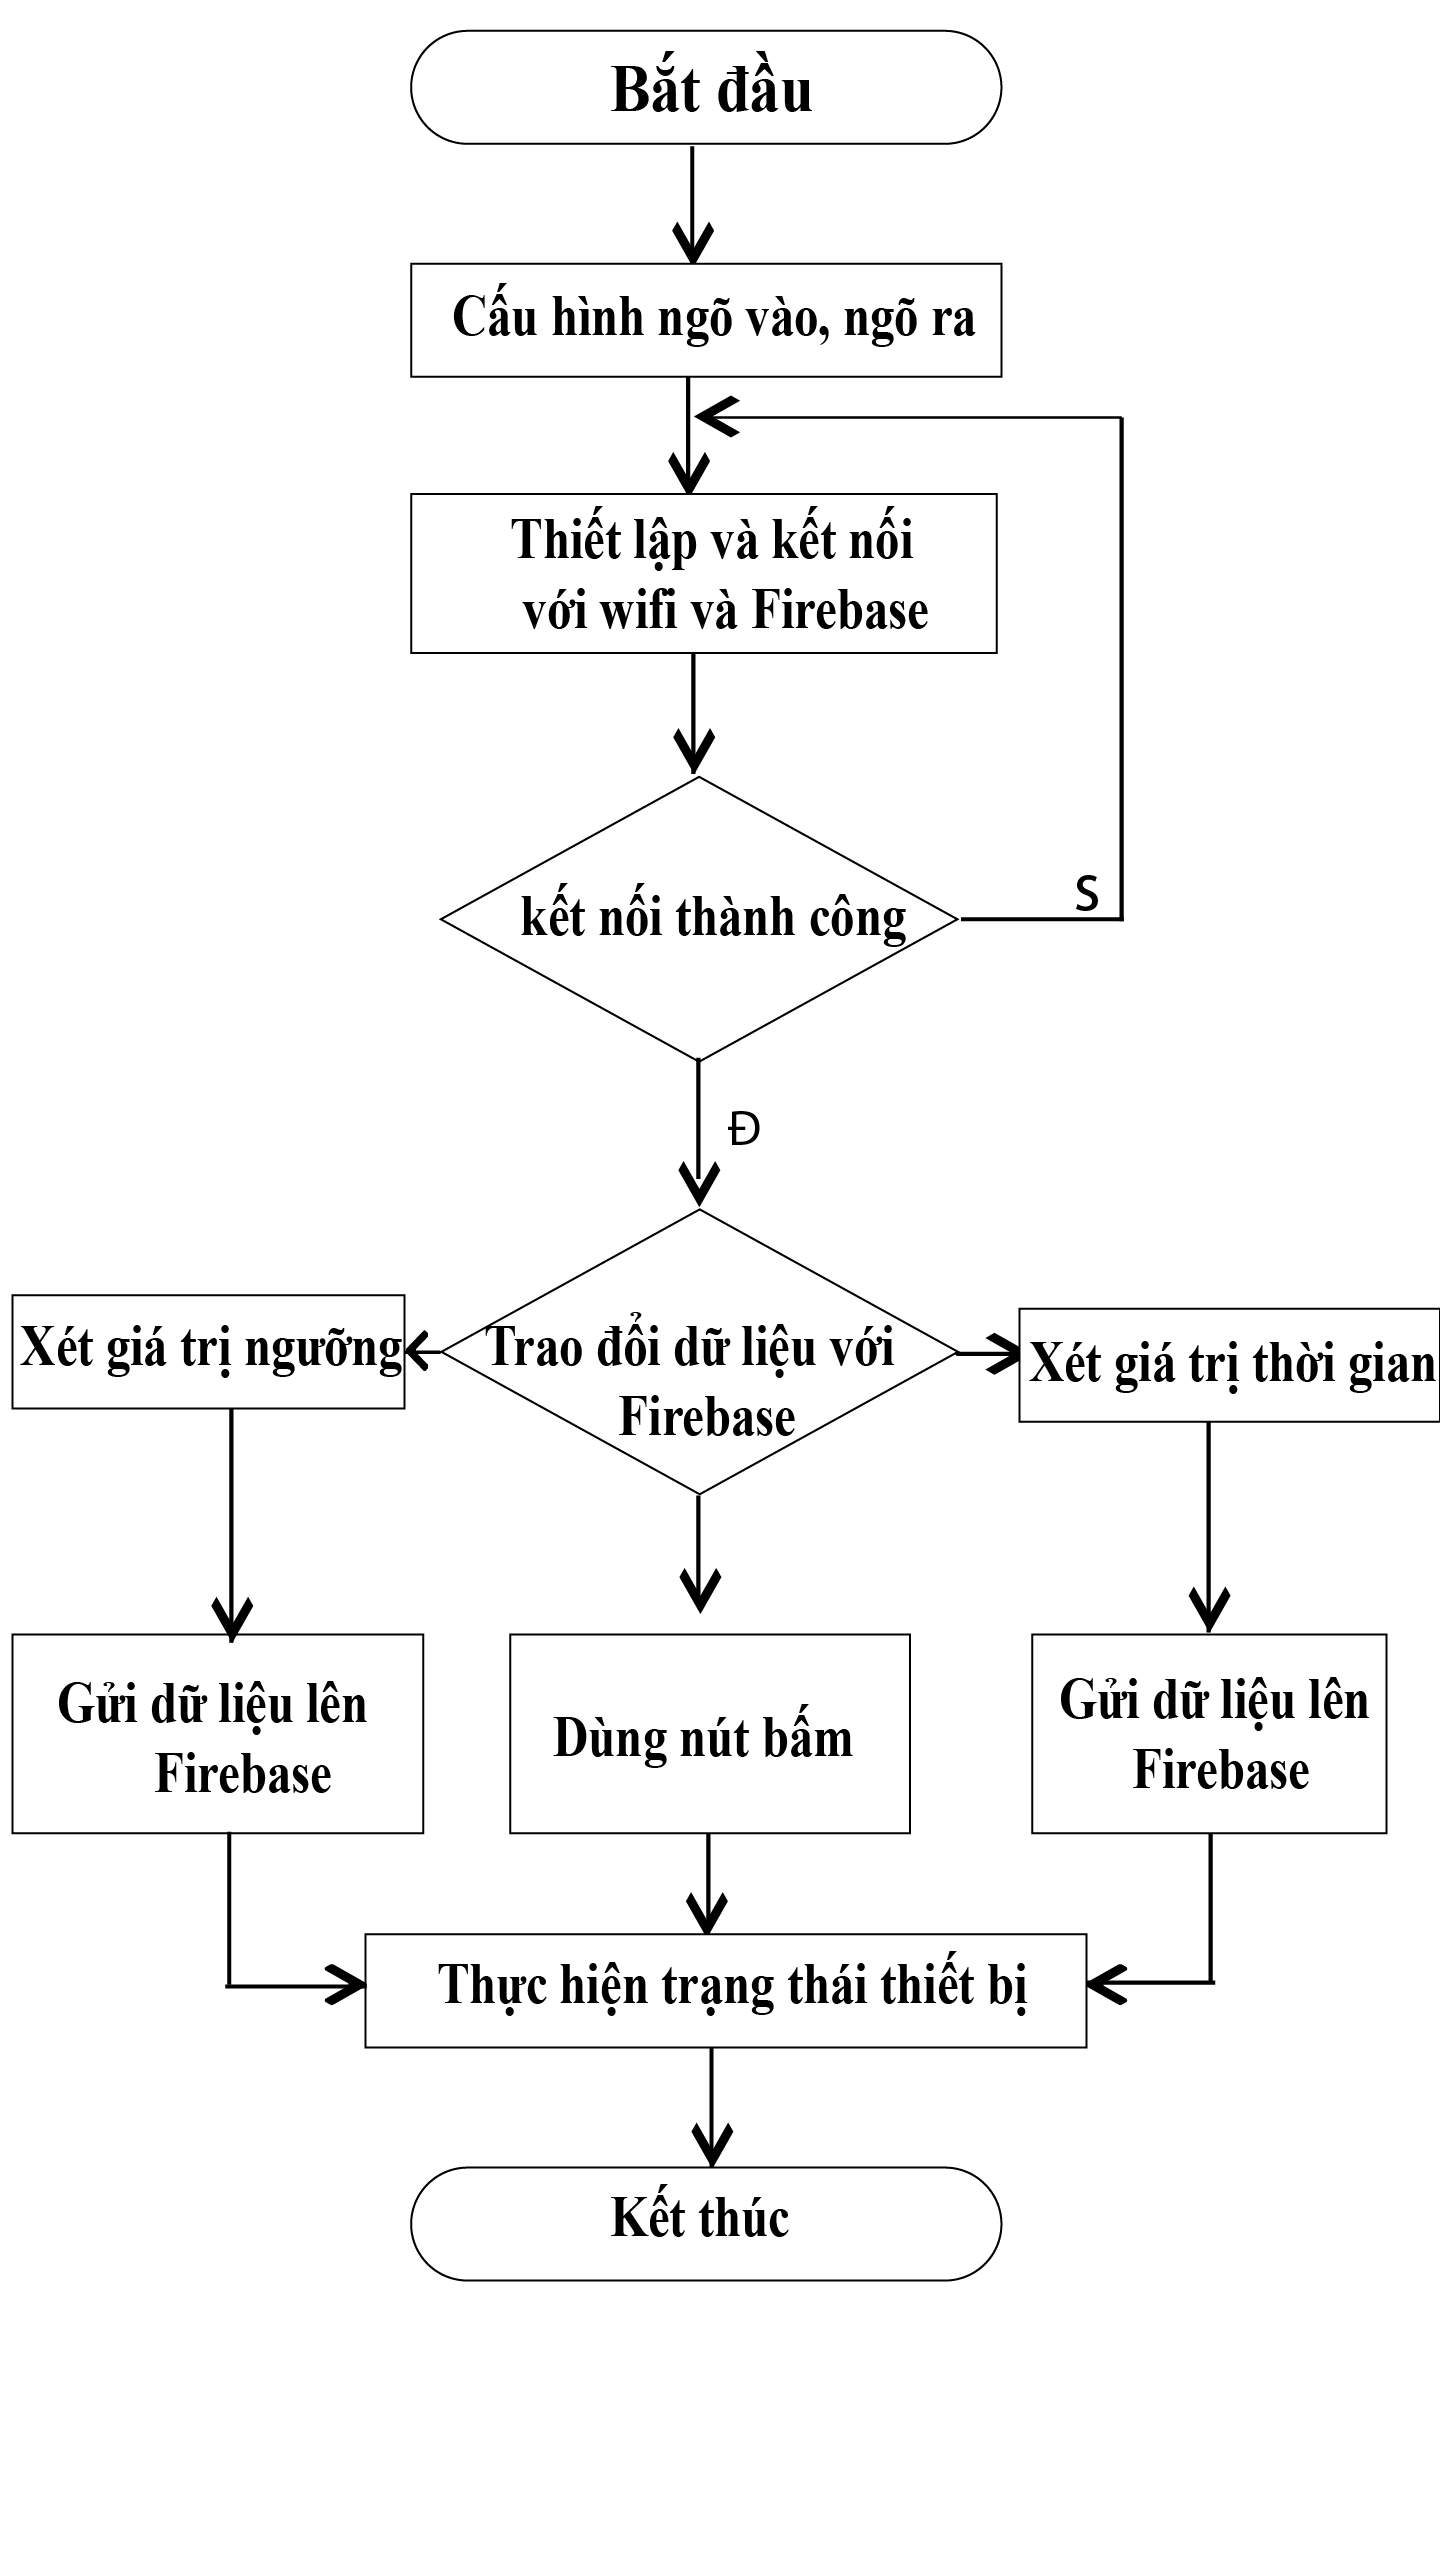 Bắt đầu
Cấu hình ngõ vào, ngõ ra
Thiết lập và kết nối
với wifi và Firebase
kết nối thành công
S
Đ
Xét giá trị ngưỡng
Trao đổi dữ liệu với
Firebase
Xét giá trị thời gian
Gửi dữ liệu lên
Firebase
Dùng nút bấm
Gửi dữ liệu lên
Firebase
Thực hiện trạng thái thiết bị
Kết thúc